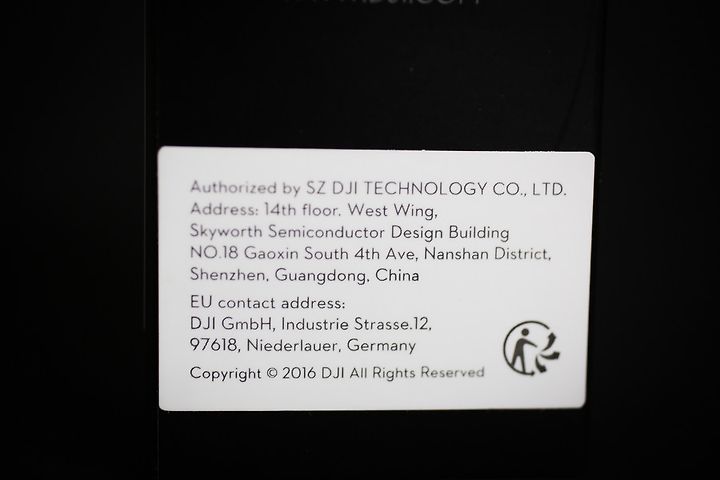 Authorized by SZ DJI TECHNOLOGY CO., LTD.
Address: 14th floor. West Wing,
Skyworth Semiconductor Design Building
NO.18 Gaoxin South 4th Ave, Nanshan District,
Shenzhen, Guangdong, China
EU contact address:
DJI GmbH, Industrie Strasse.12,
97618, Niederlauer, Germany
Copyright © 2016 DJI All Rights Reserved